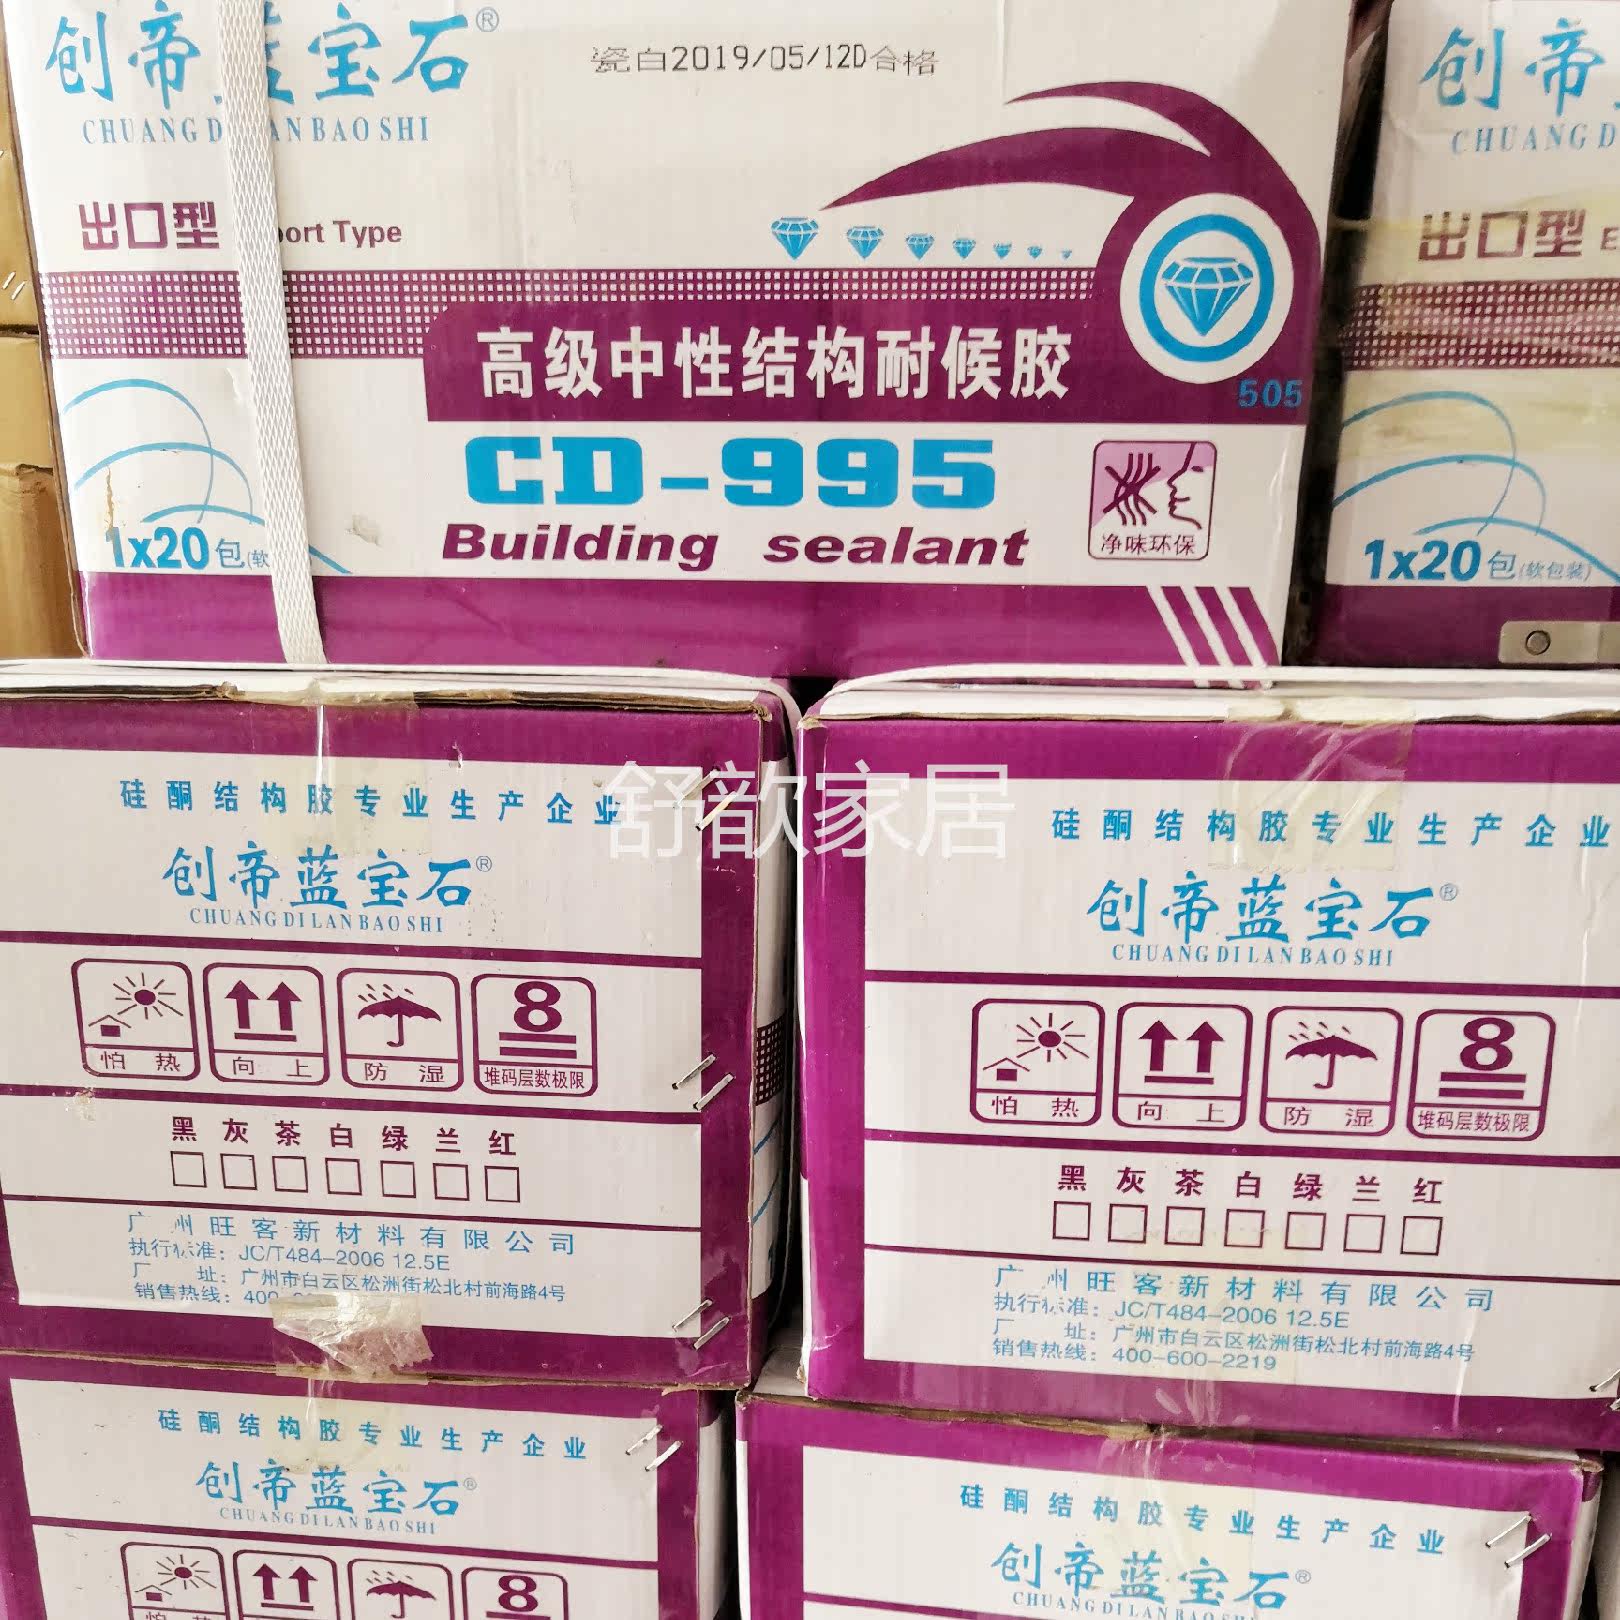 创帝蓝宝石®
CHUANG D
AN BAO SHI
瓷白2019/05/12D合格
出口型
port Type
高级中性结构耐候胶
505
CD-995
Building sealant
净味环保
1x20包(软
创帝
CHUANG D
出口型 E
1x20包(软包装)
舒歆家居
硅酮结构胶专业生产企业
创帝蓝宝石®
CHUANG DI LAN BAO SHI
怕热
向上
防湿
8
堆码层数极限
黑 灰 茶 白 绿 兰 红
广州旺客新材料有限公司
执行标准：JC/T484-2006 12.5E
厂 址：广州市白云区松洲街松北村前海路4号
销售热线：400
硅酮结构胶专业生产企业
创帝蓝宝石®
CHUANG DI LAN BAO SHI
怕热
向上
防湿
8
堆码层数极限
黑 灰 茶 白 绿 兰 红
广州旺客新材料有限公司
执行标准：JC/T484-2006 12.5E
厂 址：广州市白云区松洲街松北村前海路4号
销售热线：400-600-2219
硅酮结构胶专业生产企业
创帝蓝宝石®
CHUANG DI LAN BAO SHI
8
硅酮结构胶专业生产企业
创帝蓝宝石®
CHUANG DI LAN BAO SHI